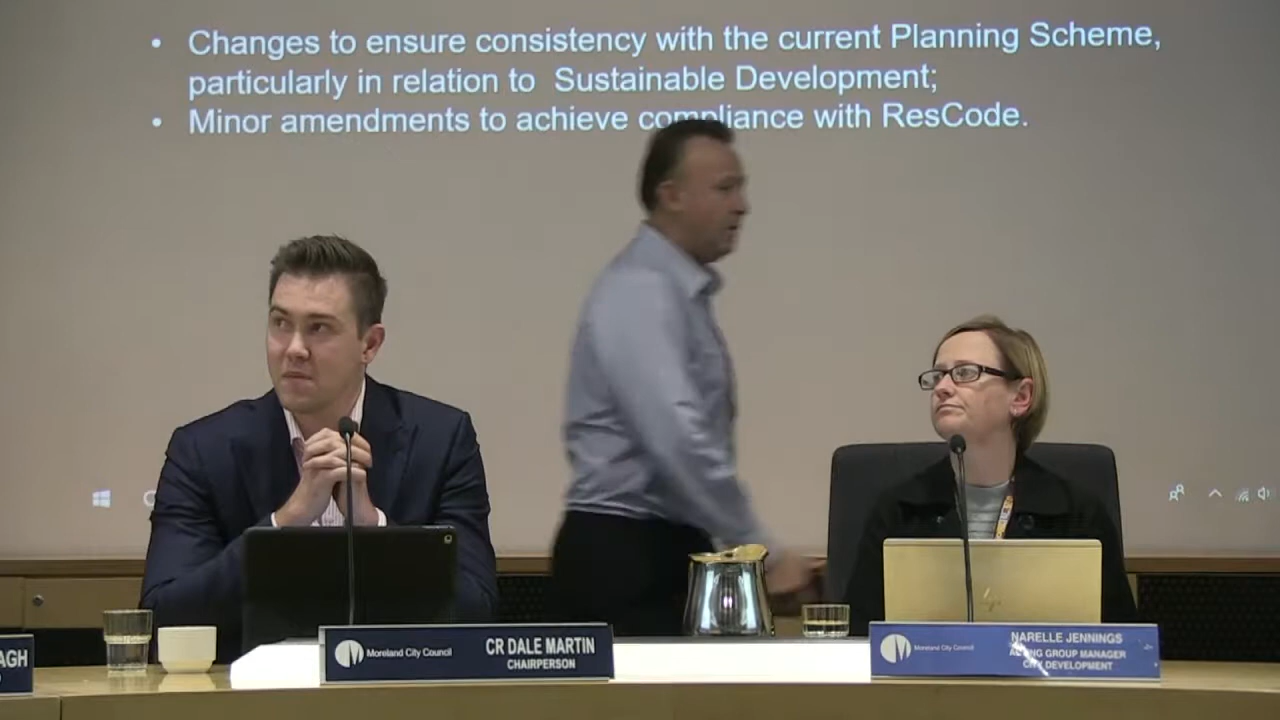 • Changes to ensure consistency with the current Planning Scheme,
particularly in relation to Sustainable Development;
• Minor amendments to achieve compliance with ResCode.
AGH
Moreland City Council
CR DALE MARTIN
CHAIRPERSON
Moreland City Council
NARELLE JENNINGS
ACTING GROUP MANAGER
CITY DEVELOPMENT
hp